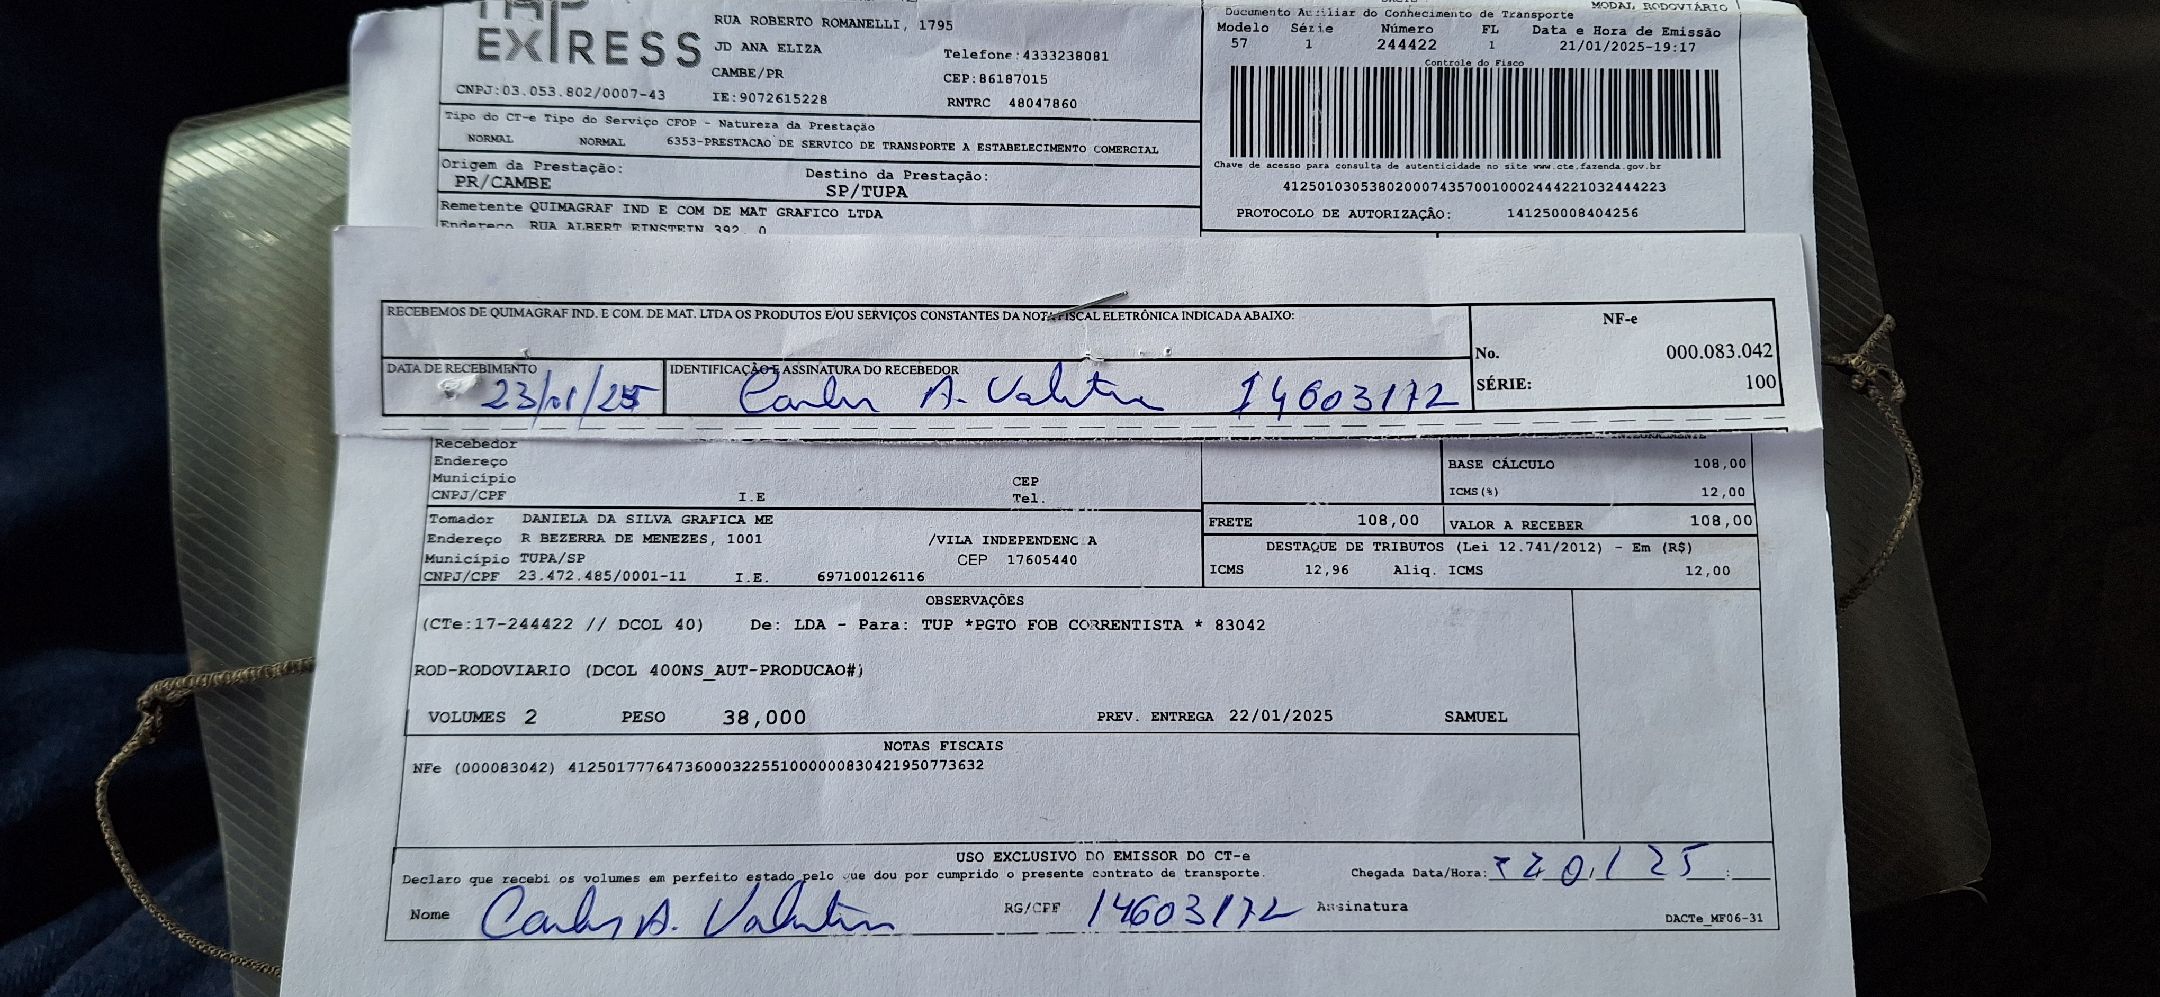 EXPRESS
RUA ROBERTO ROMANELLI, 1795
JD ANA ELIZA
Telefone:4333238081
CAMBE/PR
CEP:86187015
CNPJ:03.053.802/0007-43
IE:9072615228
RNTRC 48047860
MODAL RODOVIÁRIO
Documento Auxiliar do Conhecimento de Transporte
Modelo Série Número FL Data e Hora de Emissão
57 1 244422 1 21/01/2025-19:17
Controle do Fisco
Tipo do CT-e Tipo do Serviço CFOP - Natureza da Prestação
NORMAL NORMAL 6353-PRESTACAO DE SERVICO DE TRANSPORTE A ESTABELECIMENTO COMERCIAL
Origem da Prestação: Destino da Prestação:
PR/CAMBE SP/TUPA
Chave de acesso para consulta de autenticidade no site www.cte.fazenda.gov.br
41250103053802000743570010002444221032444223
PROTOCOLO DE AUTORIZAÇÃO: 141250008404256
Remetente QUIMAGRAF IND E COM DE MAT GRAFICO LTDA
Endereço RUA ALBERT EINSTEIN 392, 0
RECEBEMOS DE QUIMAGRAF IND. E COM. DE MAT. LTDA OS PRODUTOS E/OU SERVIÇOS CONSTANTES DA NOTA FISCAL ELETRÔNICA INDICADA ABAIXO:
NF-e
No. 000.083.042
SÉRIE: 100
DATA DE RECEBIMENTO IDENTIFICAÇÃO E ASSINATURA DO RECEBEDOR
23/01/25 Carlos A. Valentim 14603172
Recebedor
Endereço
Município CEP
CNPJ/CPF I.E Tel.
BASE CÁLCULO 108,00
ICMS(%) 12,00
FRETE 108,00 VALOR A RECEBER 108,00
Tomador DANIELA DA SILVA GRAFICA ME
Endereço R BEZERRA DE MENEZES, 1001 /VILA INDEPENDENC A
Município TUPA/SP CEP 17605440
CNPJ/CPF 23.472.485/0001-11 I.E. 697100126116
DESTAQUE DE TRIBUTOS (Lei 12.741/2012) - Em (R$)
ICMS 12,96 Aliq. ICMS 12,00
OBSERVAÇÕES
(CTe:17-244422 // DCOL 40) De: LDA - Para: TUP *PGTO FOB CORRENTISTA * 83042
ROD-RODOVIARIO (DCOL 400NS_AUT-PRODUCAO#)
VOLUMES 2 PESO 38,000 PREV. ENTREGA 22/01/2025 SAMUEL
NOTAS FISCAIS
NFe (000083042) 41250177764736000322551000000830421950773632
USO EXCLUSIVO DO EMISSOR DO CT-e
Declaro que recebi os volumes em perfeito estado pelo que dou por cumprido o presente contrato de transporte.
Chegada Data/Hora:
Nome Carlos A. Valentim RG/CPF 14603172 Assinatura
DACTe_MF06-31